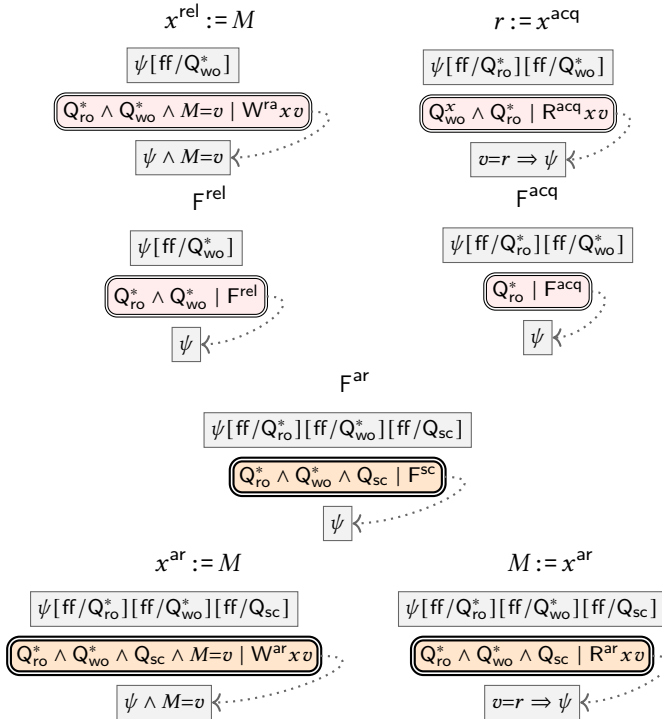 x^rel := M
r := x^acq
ψ[ff/Q*_wo]
ψ[ff/Q*_ro][ff/Q*_wo]
Q*_ro ∧ Q*_wo ∧ M=v | W^ra x v
Q^x_wo ∧ Q*_ro | R^acq x v
ψ ∧ M=v
v=r ⇒ ψ
F^rel
F^acq
ψ[ff/Q*_wo]
ψ[ff/Q*_ro][ff/Q*_wo]
Q*_ro ∧ Q*_wo | F^rel
Q*_ro | F^acq
ψ
ψ
F^ar
ψ[ff/Q*_ro][ff/Q*_wo][ff/Q_sc]
Q*_ro ∧ Q*_wo ∧ Q_sc | F^sc
ψ
x^ar := M
M := x^ar
ψ[ff/Q*_ro][ff/Q*_wo][ff/Q_sc]
ψ[ff/Q*_ro][ff/Q*_wo][ff/Q_sc]
Q*_ro ∧ Q*_wo ∧ Q_sc ∧ M=v | W^ar x v
Q*_ro ∧ Q*_wo ∧ Q_sc | R^ar x v
ψ ∧ M=v
v=r ⇒ ψ